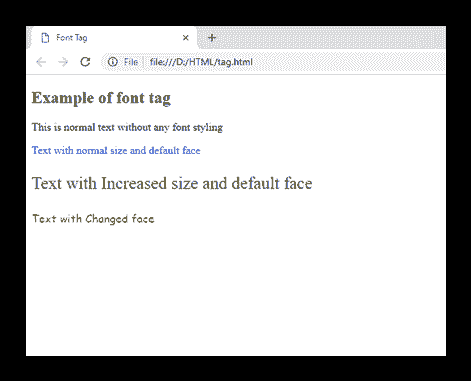 Font Tag
File file:///D:/HTML/tag.html
Example of font tag
This is normal text without any font styling
Text with normal size and default face
Text with Increased size and default face
Text with Changed face